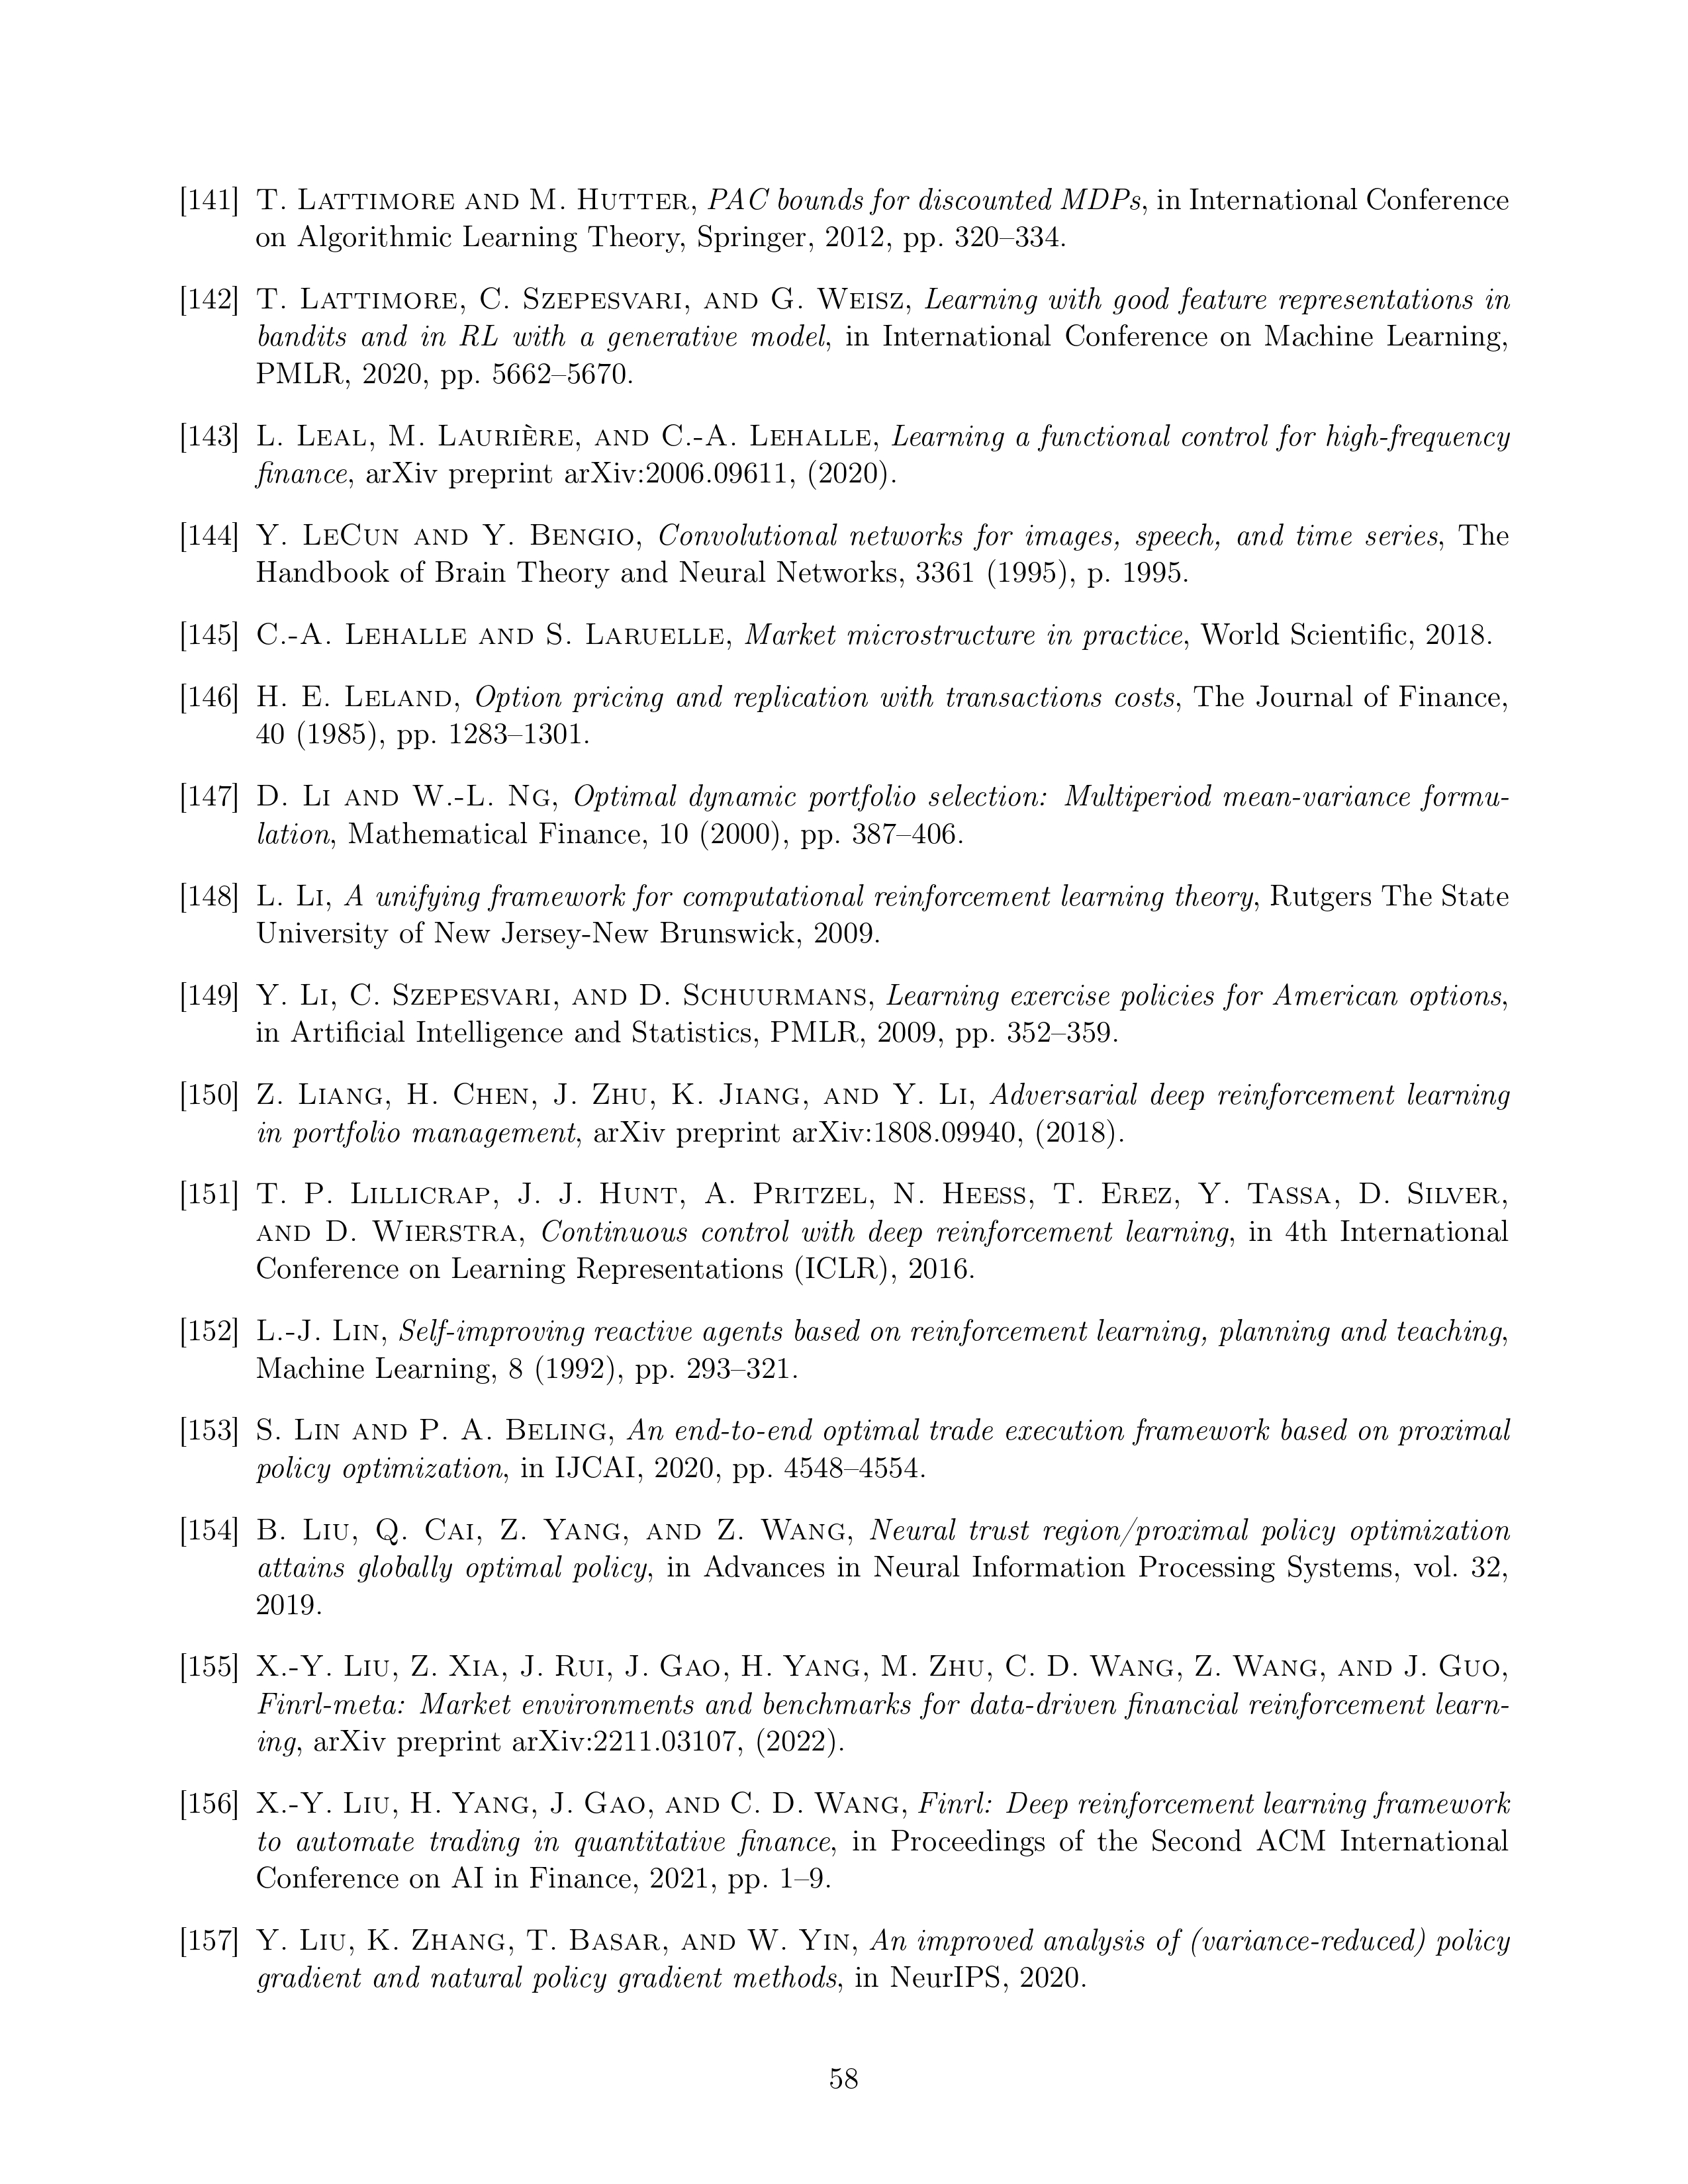 [141] T. Lattimore and M. Hutter, PAC bounds for discounted MDPs, in International Conference
on Algorithmic Learning Theory, Springer, 2012, pp. 320–334.
[142] T. Lattimore, C. Szepesvari, and G. Weisz, Learning with good feature representations in
bandits and in RL with a generative model, in International Conference on Machine Learning,
PMLR, 2020, pp. 5662–5670.
[143] L. Leal, M. Laurière, and C.-A. Lehalle, Learning a functional control for high-frequency
finance, arXiv preprint arXiv:2006.09611, (2020).
[144] Y. LeCun and Y. Bengio, Convolutional networks for images, speech, and time series, The
Handbook of Brain Theory and Neural Networks, 3361 (1995), p. 1995.
[145] C.-A. Lehalle and S. Laruelle, Market microstructure in practice, World Scientific, 2018.
[146] H. E. Leland, Option pricing and replication with transactions costs, The Journal of Finance,
40 (1985), pp. 1283–1301.
[147] D. Li and W.-L. Ng, Optimal dynamic portfolio selection: Multiperiod mean-variance formu-
lation, Mathematical Finance, 10 (2000), pp. 387–406.
[148] L. Li, A unifying framework for computational reinforcement learning theory, Rutgers The State
University of New Jersey-New Brunswick, 2009.
[149] Y. Li, C. Szepesvari, and D. Schuurmans, Learning exercise policies for American options,
in Artificial Intelligence and Statistics, PMLR, 2009, pp. 352–359.
[150] Z. Liang, H. Chen, J. Zhu, K. Jiang, and Y. Li, Adversarial deep reinforcement learning
in portfolio management, arXiv preprint arXiv:1808.09940, (2018).
[151] T. P. Lillicrap, J. J. Hunt, A. Pritzel, N. Heess, T. Erez, Y. Tassa, D. Silver,
and D. Wierstra, Continuous control with deep reinforcement learning, in 4th International
Conference on Learning Representations (ICLR), 2016.
[152] L.-J. Lin, Self-improving reactive agents based on reinforcement learning, planning and teaching,
Machine Learning, 8 (1992), pp. 293–321.
[153] S. Lin and P. A. Beling, An end-to-end optimal trade execution framework based on proximal
policy optimization, in IJCAI, 2020, pp. 4548–4554.
[154] B. Liu, Q. Cai, Z. Yang, and Z. Wang, Neural trust region/proximal policy optimization
attains globally optimal policy, in Advances in Neural Information Processing Systems, vol. 32,
2019.
[155] X.-Y. Liu, Z. Xia, J. Rui, J. Gao, H. Yang, M. Zhu, C. D. Wang, Z. Wang, and J. Guo,
Finrl-meta: Market environments and benchmarks for data-driven financial reinforcement learn-
ing, arXiv preprint arXiv:2211.03107, (2022).
[156] X.-Y. Liu, H. Yang, J. Gao, and C. D. Wang, Finrl: Deep reinforcement learning framework
to automate trading in quantitative finance, in Proceedings of the Second ACM International
Conference on AI in Finance, 2021, pp. 1–9.
[157] Y. Liu, K. Zhang, T. Basar, and W. Yin, An improved analysis of (variance-reduced) policy
gradient and natural policy gradient methods, in NeurIPS, 2020.
58